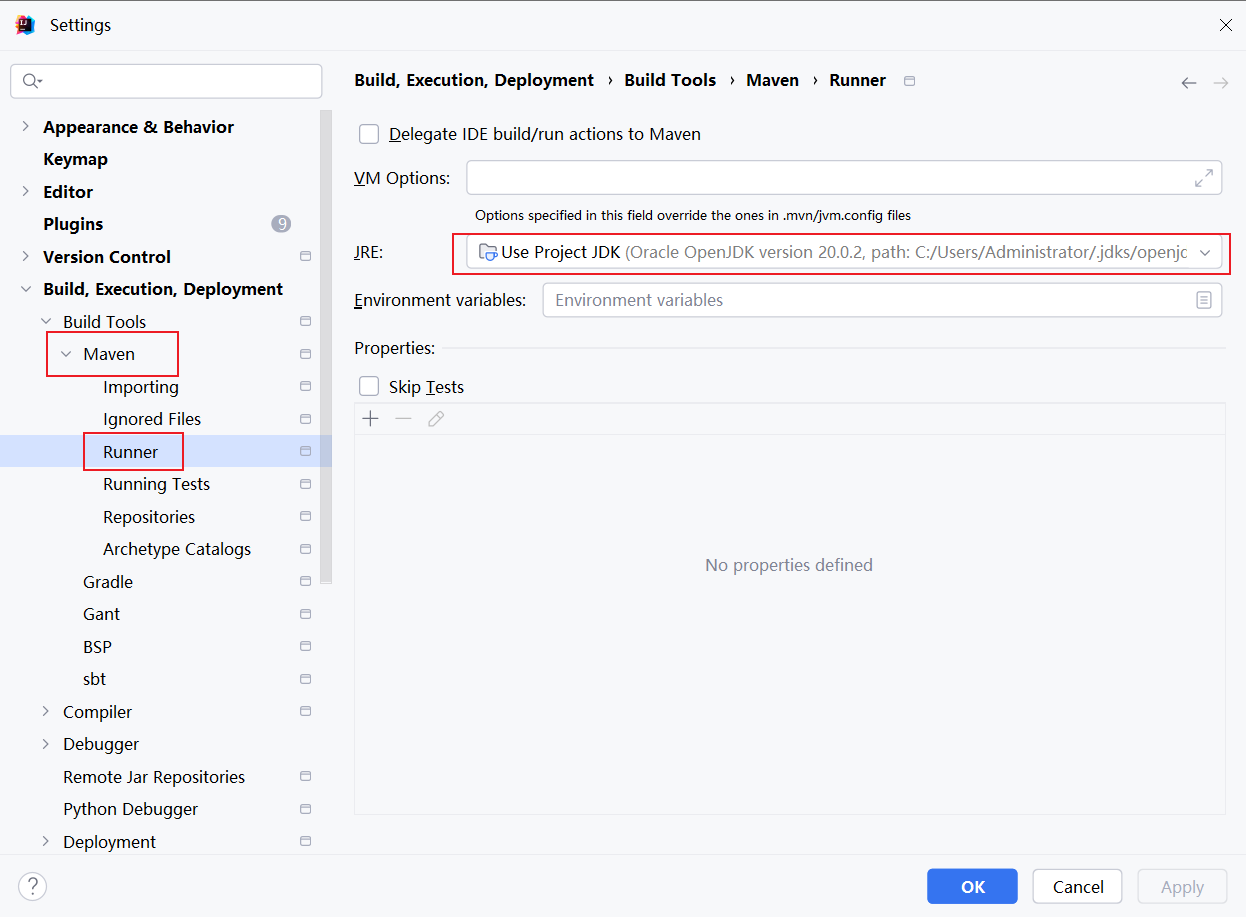 Settings
Build, Execution, Deployment › Build Tools › Maven › Runner
Appearance & Behavior
Keymap
Editor
Plugins 9
Version Control
Build, Execution, Deployment
Build Tools
Maven
Importing
Ignored Files
Runner
Running Tests
Repositories
Archetype Catalogs
Gradle
Gant
BSP
sbt
Compiler
Debugger
Remote Jar Repositories
Python Debugger
Deployment
Delegate IDE build/run actions to Maven
VM Options:
Options specified in this field override the ones in .mvn/jvm.config files
JRE: Use Project JDK (Oracle OpenJDK version 20.0.2, path: C:/Users/Administrator/.jdks/openjc
Environment variables: Environment variables
Properties:
Skip Tests
No properties defined
? OK Cancel Apply